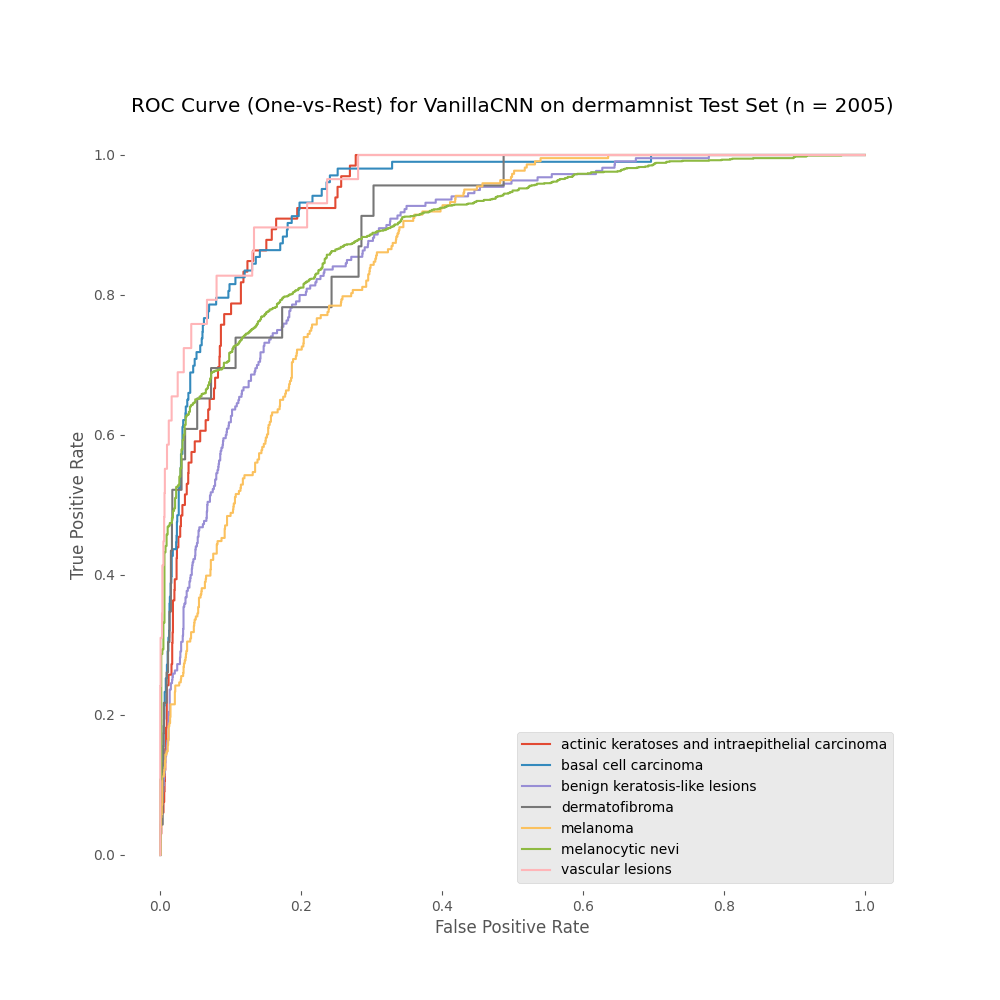 ROC Curve (One-vs-Rest) for VanillaCNN on dermamnist Test Set (n = 2005)
1.0
0.8
0.6
0.4
0.2
0.0
True Positive Rate
actinic keratoses and intraepithelial carcinoma
basal cell carcinoma
benign keratosis-like lesions
dermatofibroma
melanoma
melanocytic nevi
vascular lesions
0.0 0.2 0.4 0.6 0.8 1.0
False Positive Rate